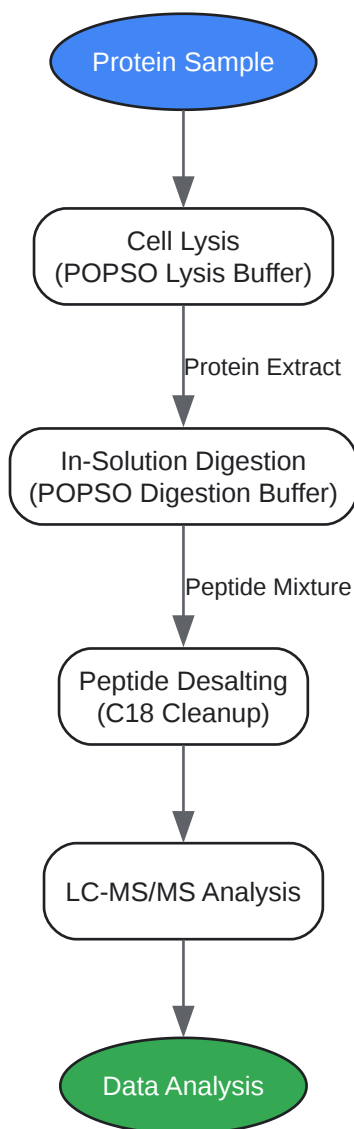 Protein Sample
Cell Lysis
(POPSO Lysis Buffer)
Protein Extract
In-Solution Digestion
(POPSO Digestion Buffer)
Peptide Mixture
Peptide Desalting
(C18 Cleanup)
LC-MS/MS Analysis
Data Analysis